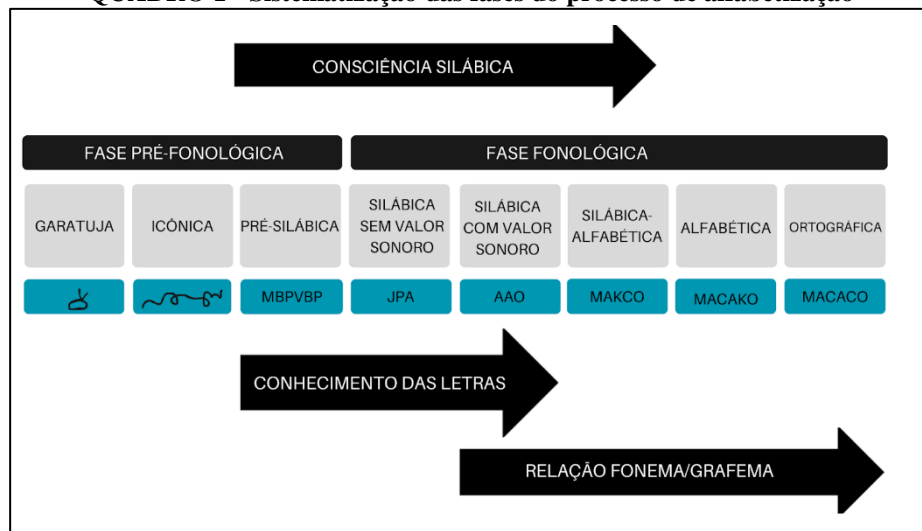 QUADRO 1 - Sistematização das fases do processo de alfabetização
CONSCIÊNCIA SILÁBICA
FASE PRÉ-FONOLÓGICA
FASE FONOLÓGICA
GARATUJA
ICÔNICA
PRÉ-SILÁBICA
SILÁBICA
SEM VALOR
SONORO
SILÁBICA
COM VALOR
SONORO
SILÁBICA-
ALFABÉTICA
ALFABÉTICA
ORTOGRÁFICA
MBPVBP
JPA
AAO
MAKCO
MACAKO
MACACO
CONHECIMENTO DAS LETRAS
RELAÇÃO FONEMA/GRAFEMA